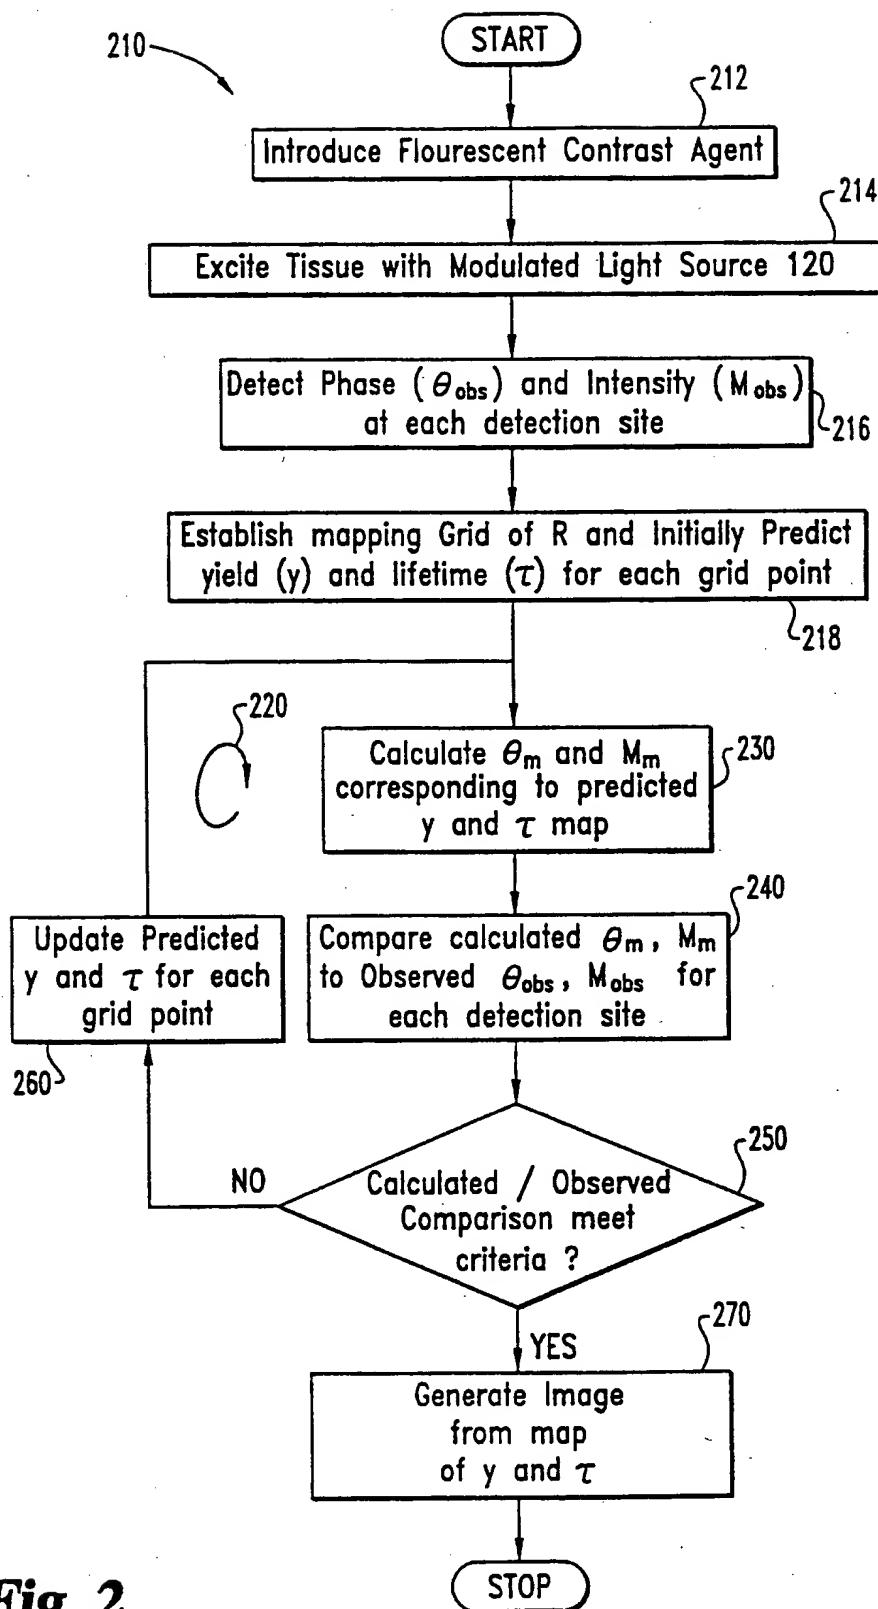 START
210
212
Introduce Flourescent Contrast Agent
214
Excite Tissue with Modulated Light Source 120
Detect Phase (θobs) and Intensity (Mobs)
at each detection site
216
Establish mapping Grid of R and Initially Predict
yield (y) and lifetime (τ) for each grid point
218
220
Calculate θm and Mm
corresponding to predicted
y and τ map
230
240
Update Predicted
y and τ for each
grid point
260
Compare calculated θm, Mm
to Observed θobs, Mobs for
each detection site
250
NO
Calculated / Observed
Comparison meet
criteria ?
270
YES
Generate Image
from map
of y and τ
STOP
Fig. 2